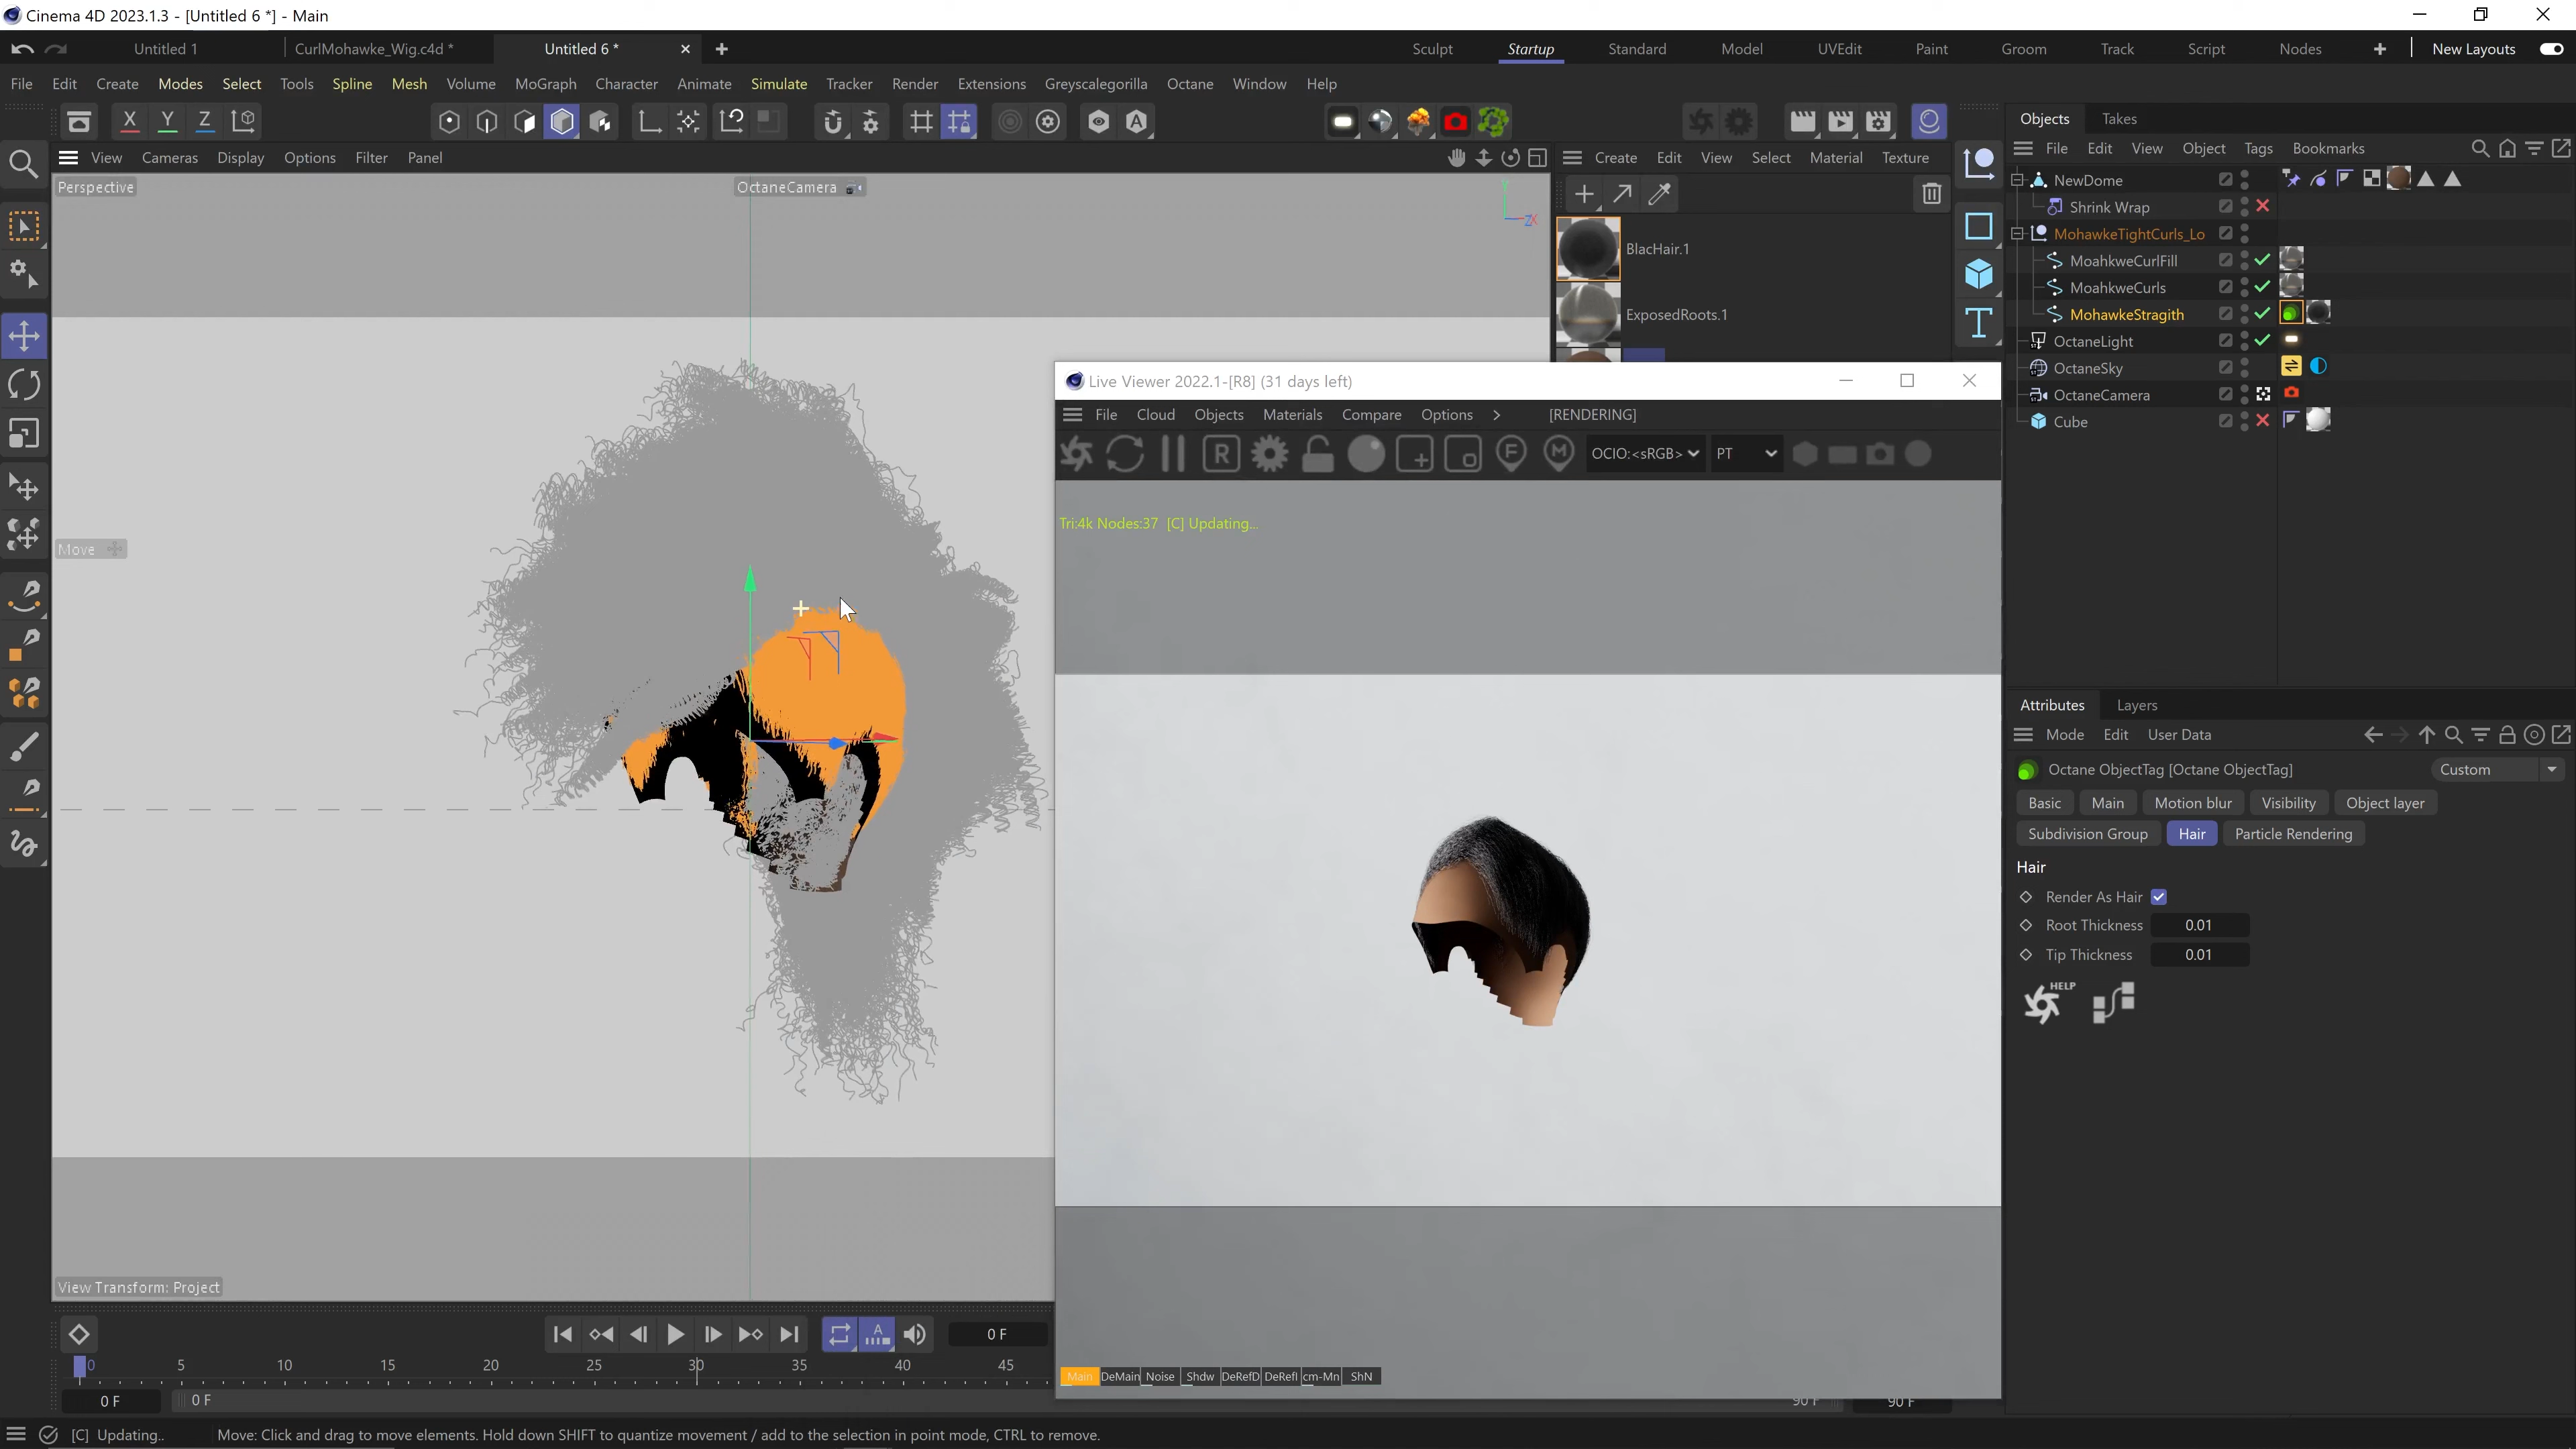 Cinema 4D 2023.1.3 - [Untitled 6 *] - Main
Untitled 1
CurlMohawke_Wig.c4d *
Untitled 6 *
Sculpt
Startup
Standard
Model
UVEdit
Paint
Groom
Track
Script
Nodes
New Layouts
File Edit Create Modes Select Tools Spline Mesh Volume MoGraph Character Animate Simulate Tracker Render Extensions Greyscalegorilla Octane Window Help
X Y Z
View Cameras Display Options Filter Panel
Perspective
OctaneCamera
Move
View Transform: Project
Create Edit View Select Material Texture
BlacHair.1
ExposedRoots.1
Live Viewer 2022.1-[R8] (31 days left)
File Cloud Objects Materials Compare Options > [RENDERING]
OCIO:<sRGB> PT
Tri:4k Nodes:37 [C] Updating...
Main DeMain Noise Shdw DeRefD DeRefl cm-Mn ShN
Objects Takes
File Edit View Object Tags Bookmarks
NewDome
Shrink Wrap
MohawkeTightCurls_Lo
MoahkweCurlFill
MoahkweCurls
MohawkeStragith
OctaneLight
OctaneSky
OctaneCamera
Cube
Attributes Layers
Mode Edit User Data
Octane ObjectTag [Octane ObjectTag]
Custom
Basic Main Motion blur Visibility Object layer
Subdivision Group Hair Particle Rendering
Hair
Render As Hair
Root Thickness 0.01
Tip Thickness 0.01
HELP
0 F
0 5 10 15 20 25 30 35 40 45
0 F 0 F 90 F 90 F
[C] Updating.. Move: Click and drag to move elements. Hold down SHIFT to quantize movement / add to the selection in point mode, CTRL to remove.